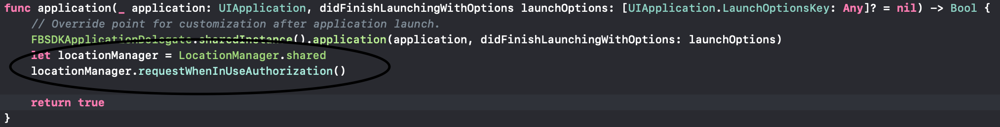 func application(_ application: UIApplication, didFinishLaunchingWithOptions launchOptions: [UIApplication.LaunchOptionsKey: Any]? = nil) -> Bool {
    // Override point for customization after application launch.
    FBSDKApplicationDelegate.sharedInstance().application(application, didFinishLaunchingWithOptions: launchOptions)
    let locationManager = LocationManager.shared
    locationManager.requestWhenInUseAuthorization()
    return true
}